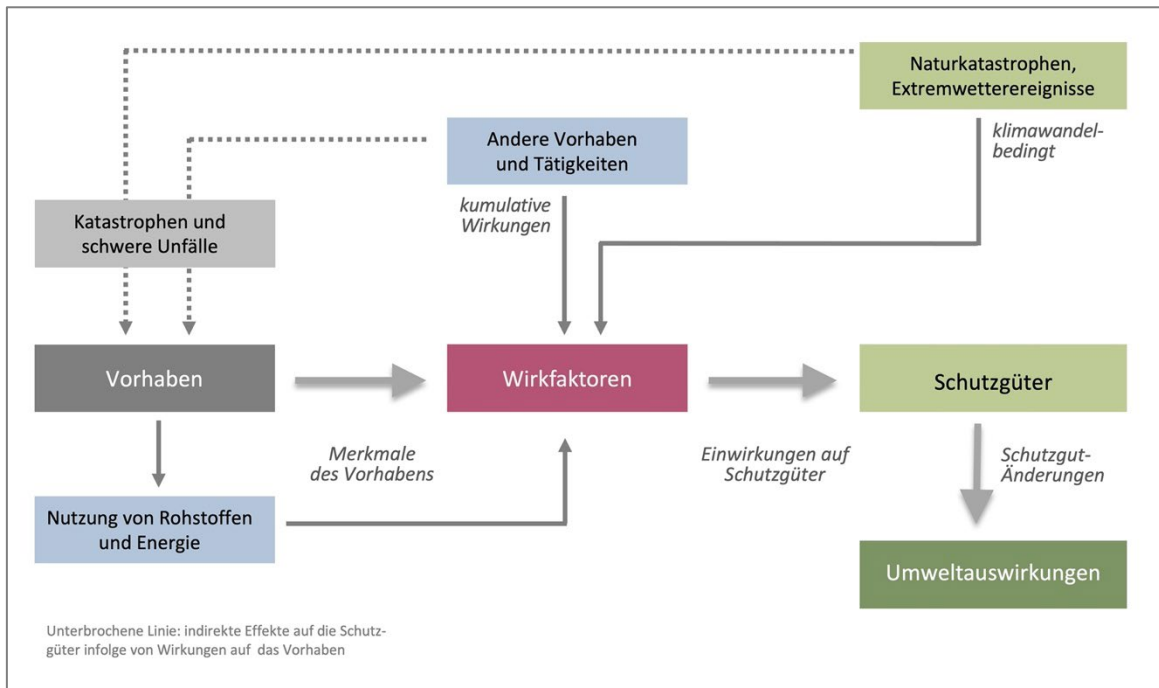 Naturkatastrophen,
Extremwetterereignisse
klimawandel-
bedingt
Andere Vorhaben
und Tätigkeiten
kumulative
Wirkungen
Katastrophen und
schwere Unfälle
Vorhaben
Wirkfaktoren
Schutzgüter
Merkmale
des Vorhabens
Einwirkungen auf
Schutzgüter
Schutzgut-
Änderungen
Nutzung von Rohstoffen
und Energie
Umweltauswirkungen
Unterbrochene Linie: indirekte Effekte auf die Schutz-
güter infolge von Wirkungen auf das Vorhaben